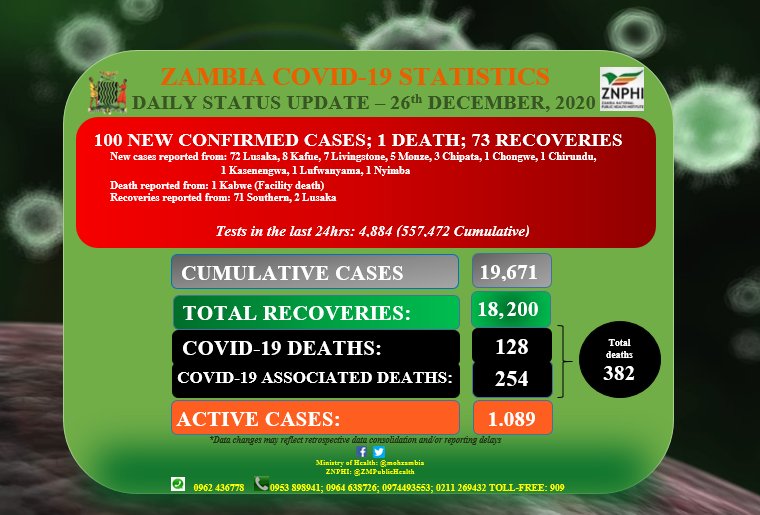 ZAMBIA COVID-19 STATISTICS
DAILY STATUS UPDATE – 26th DECEMBER, 2020
ZNPHI
ZAMBIA NATIONAL
PUBLIC HEALTH INSTITUTE
100 NEW CONFIRMED CASES; 1 DEATH; 73 RECOVERIES
New cases reported from: 72 Lusaka, 8 Kafue, 7 Livingstone, 5 Monze, 3 Chipata, 1 Chongwe, 1 Chirundu,
1 Kasenengwa, 1 Lufwanyama, 1 Nyimba
Death reported from: 1 Kabwe (Facility death)
Recoveries reported from: 71 Southern, 2 Lusaka
Tests in the last 24hrs: 4,884 (557,472 Cumulative)
CUMULATIVE CASES 19,671
TOTAL RECOVERIES: 18,200
COVID-19 DEATHS: 128
COVID-19 ASSOCIATED DEATHS: 254
Total
deaths
382
ACTIVE CASES: 1.089
*Data changes may reflect retrospective data consolidation and/or reporting delays
Ministry of Health: @mohzambia
ZNPHI: @ZMPublicHealth
0962 436778 0953 898941; 0964 638726; 0974493553; 0211 269432 TOLL-FREE: 909